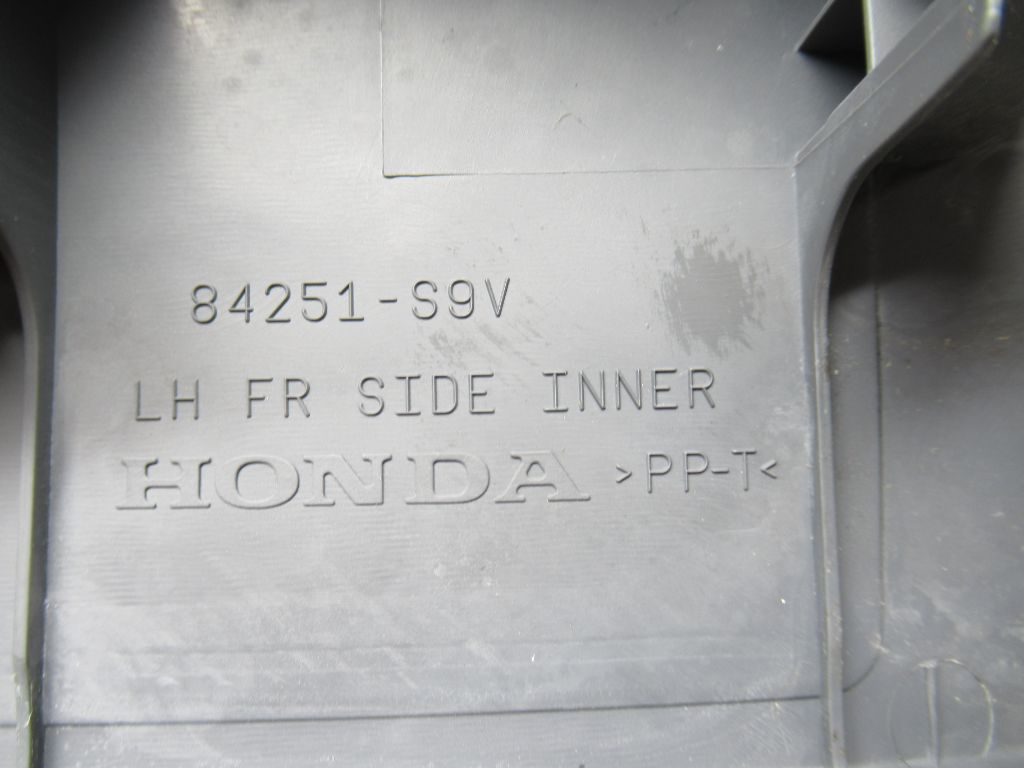 84251-S9V
LH FR SIDE INNER
HONDA >PP-T<